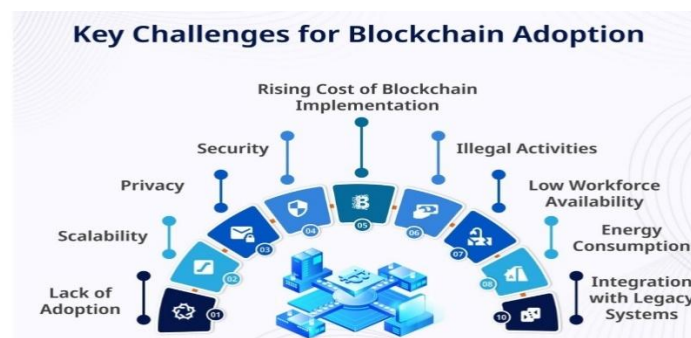 Key Challenges for Blockchain Adoption
Rising Cost of Blockchain
Implementation
Security
Illegal Activities
Privacy
Low Workforce
Availability
Scalability
Energy
Consumption
Lack of
Adoption
Integration
with Legacy
Systems
01
02
03
04
05
06
07
08
10